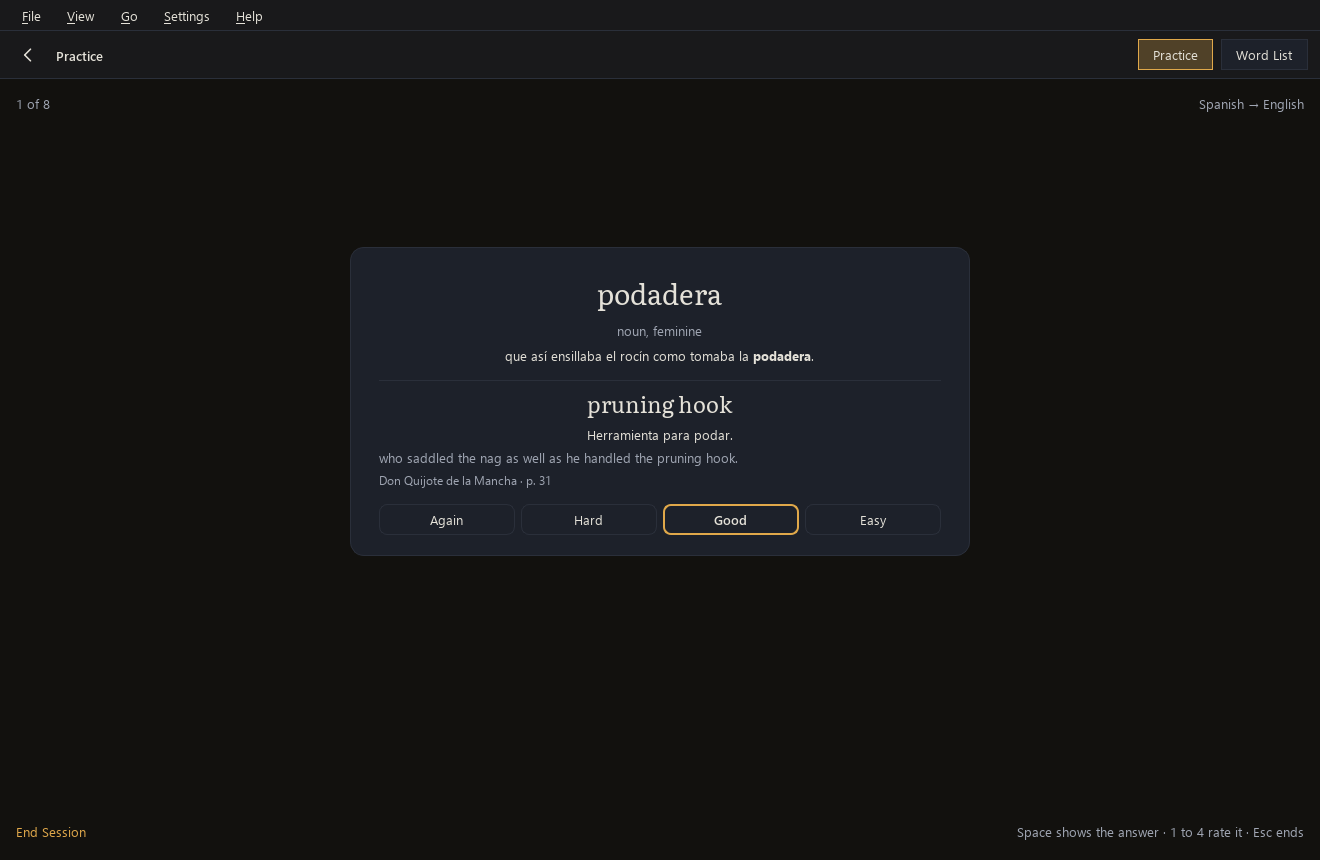 File View Go Settings Help
Practice Practice Word List
1 of 8 Spanish → English
podadera
noun, feminine
que así ensillaba el rocín como tomaba la podadera.
pruning hook
Herramienta para podar.
who saddled the nag as well as he handled the pruning hook.
Don Quijote de la Mancha · p. 31
Again Hard Good Easy
End Session Space shows the answer · 1 to 4 rate it · Esc ends